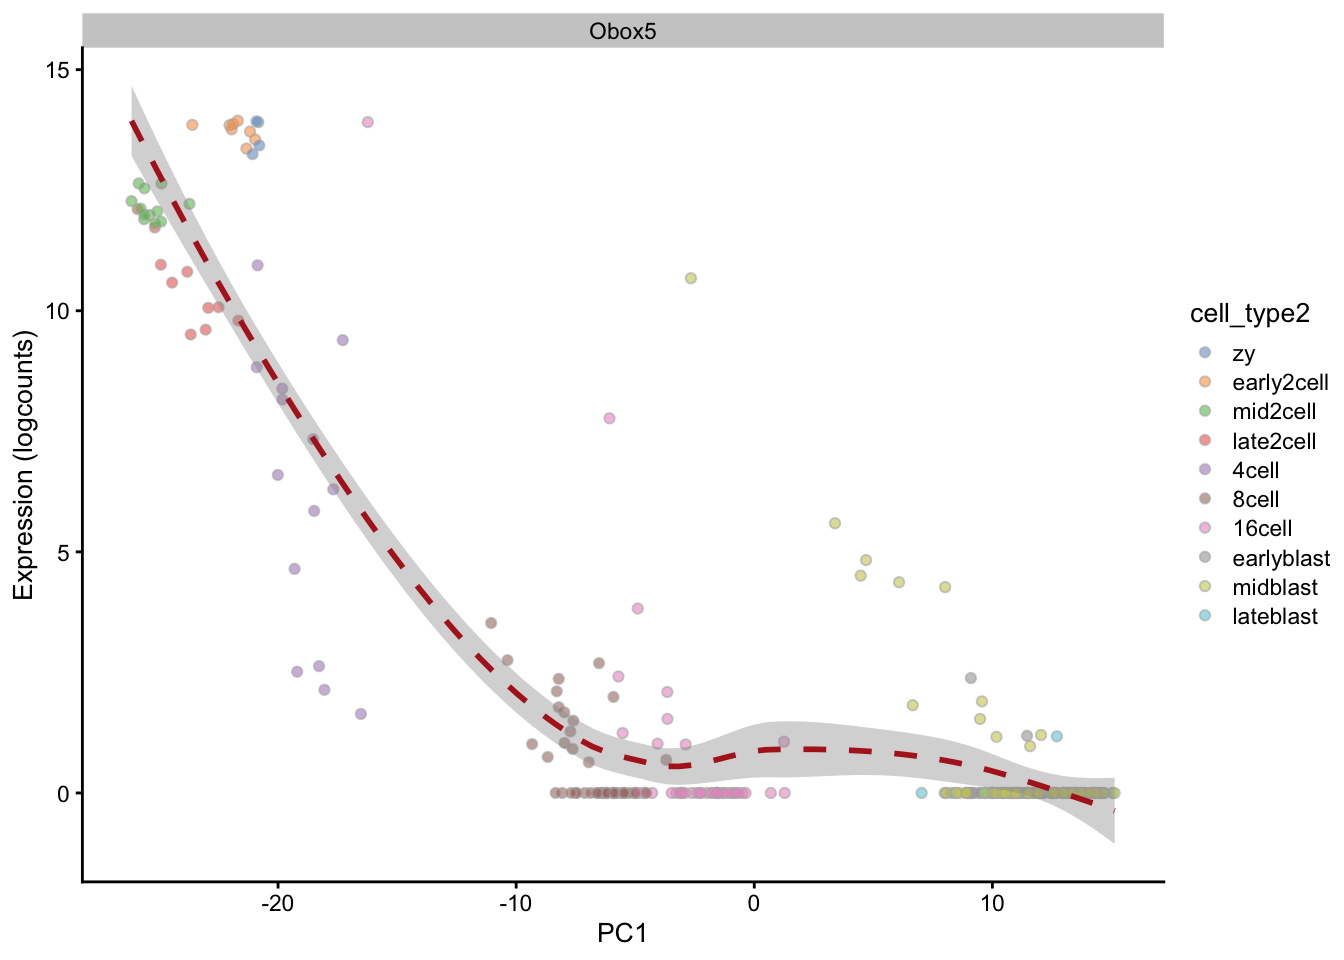 Obox5
15
10
5
0
Expression (logcounts)
-20
-10
0
10
PC1
cell_type2
zy
early2cell
mid2cell
late2cell
4cell
8cell
16cell
earlyblast
midblast
lateblast